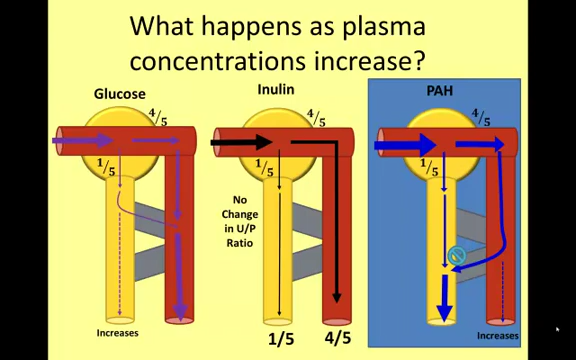 What happens as plasma
concentrations increase?
Glucose
Inulin
PAH
4/5
4/5
4/5
1/5
1/5
1/5
No
Change
in U/P
Ratio
Increases
1/5
4/5
Increases